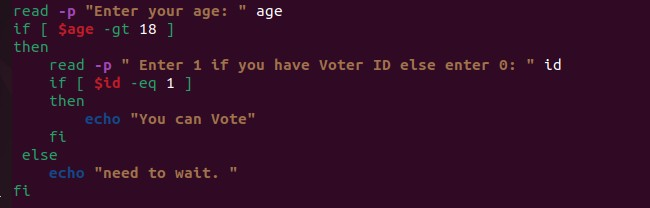 read -p "Enter your age: " age
if [ $age -gt 18 ]
then
    read -p " Enter 1 if you have Voter ID else enter 0: " id
    if [ $id -eq 1 ]
    then
        echo "You can Vote"
    fi
 else
    echo "need to wait. "
fi